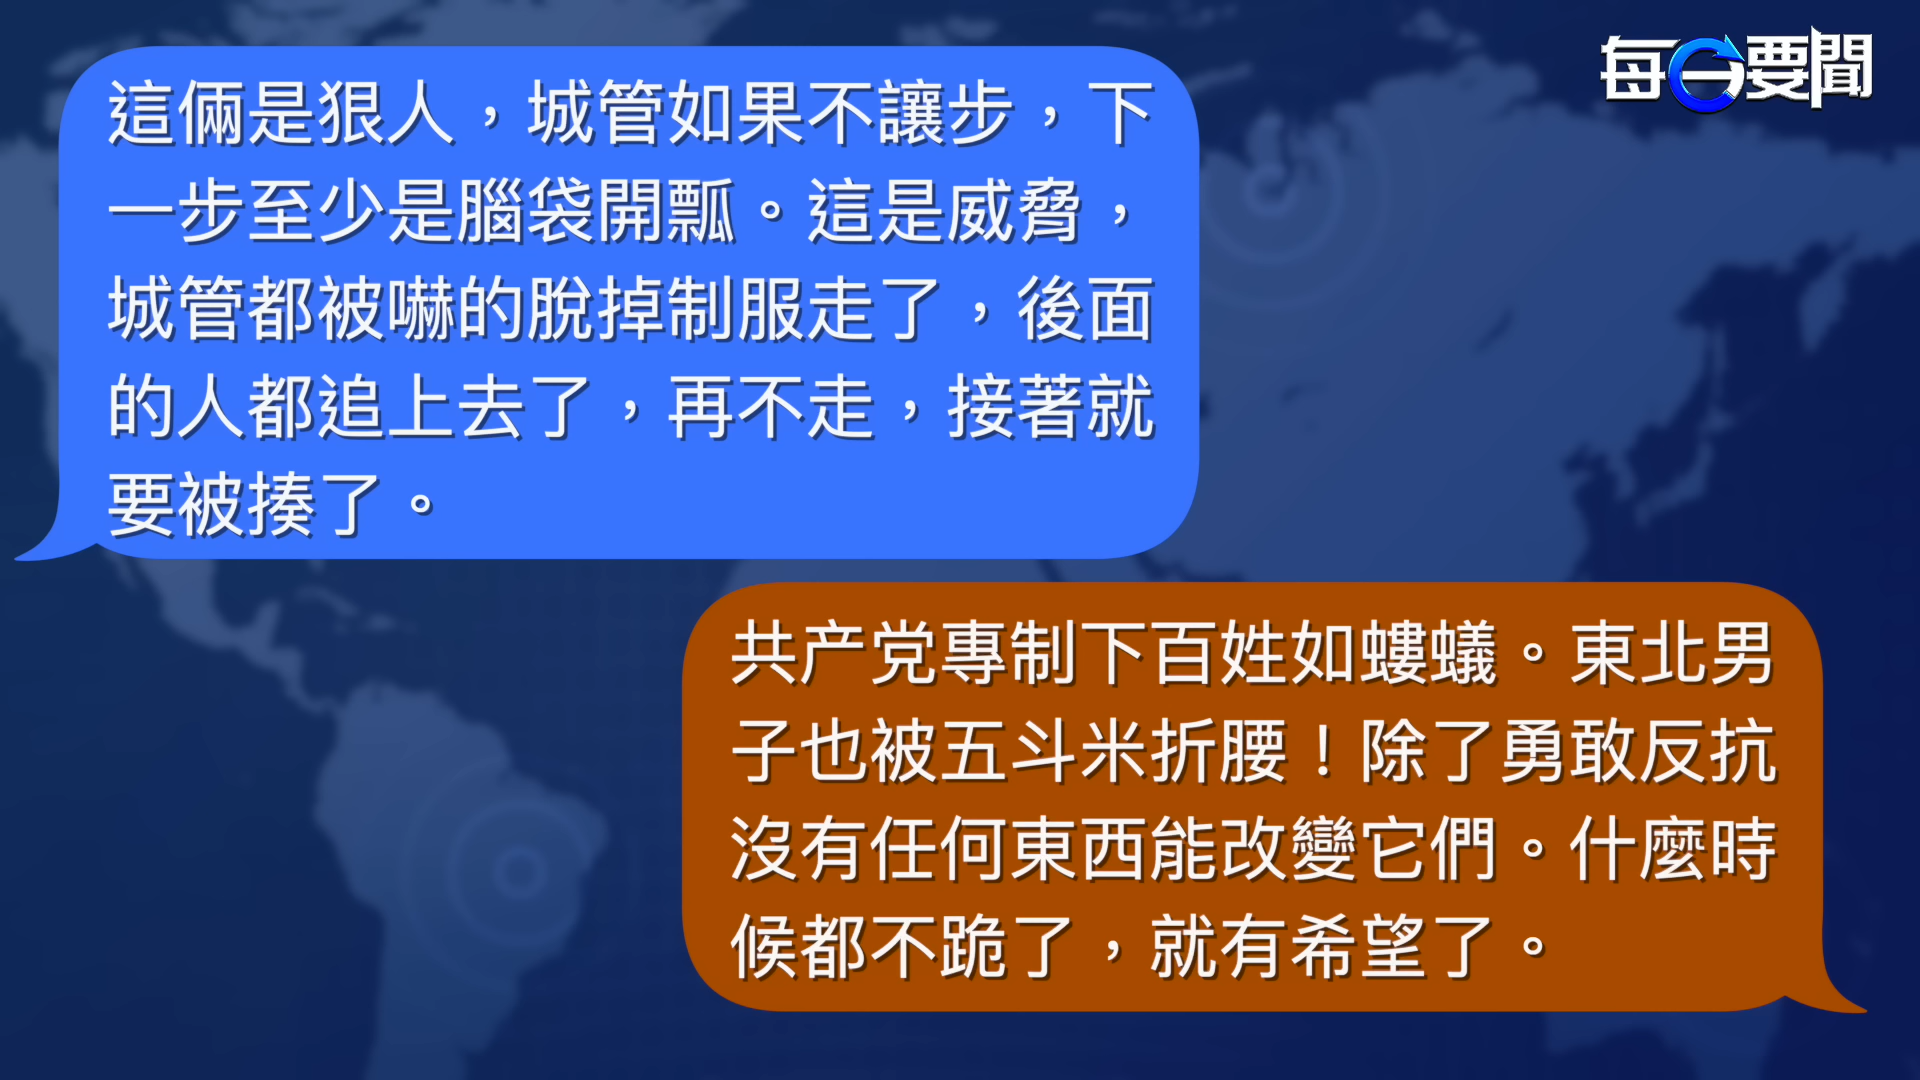 每日要聞
這倆是狠人，城管如果不讓步，下
一步至少是腦袋開瓢。這是威脅，
城管都被嚇的脫掉制服走了，後面
的人都追上去了，再不走，接著就
要被揍了。
共产党專制下百姓如螻蟻。東北男
子也被五斗米折腰！除了勇敢反抗
沒有任何東西能改變它們。什麼時
候都不跪了，就有希望了。